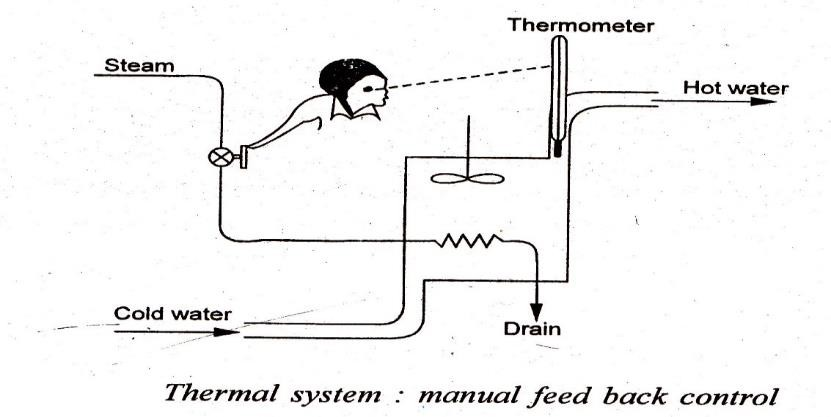 Thermometer
Steam
Hot water
Cold water
Drain
Thermal system : manual feed back control